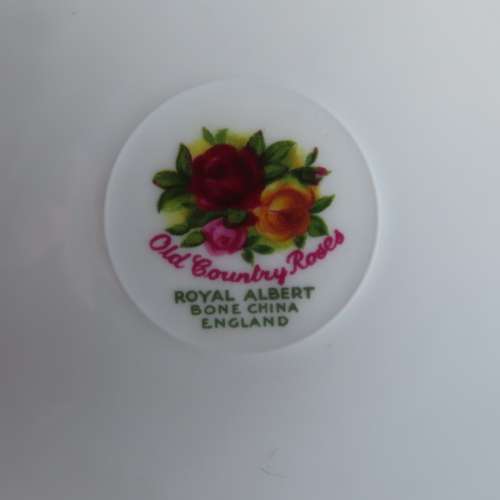 Old Country Roses
ROYAL ALBERT
BONE CHINA
ENGLAND